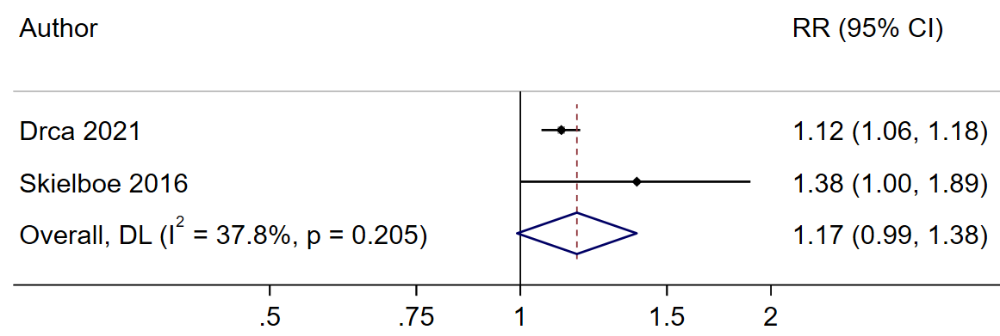 Author RR (95% CI)
Drca 2021 1.12 (1.06, 1.18)
Skielboe 2016 1.38 (1.00, 1.89)
Overall, DL (I² = 37.8%, p = 0.205) 1.17 (0.99, 1.38)
.5 .75 1 1.5 2